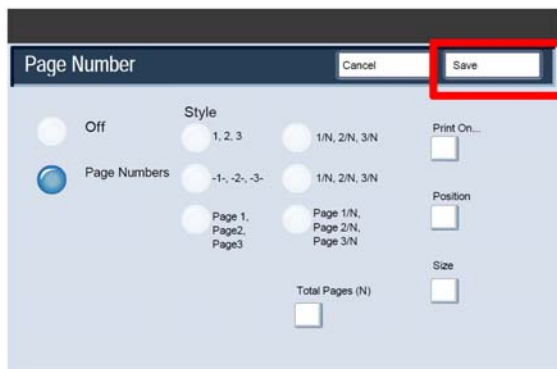 Page Number
Cancel
Save
Off
Page Numbers
Style
1, 2, 3
1/N, 2/N, 3/N
-1-, -2-, -3-
1/N, 2/N, 3/N
Page 1,
Page2,
Page3
Page 1/N,
Page 2/N,
Page 3/N
Total Pages (N)
Print On...
Position
Size